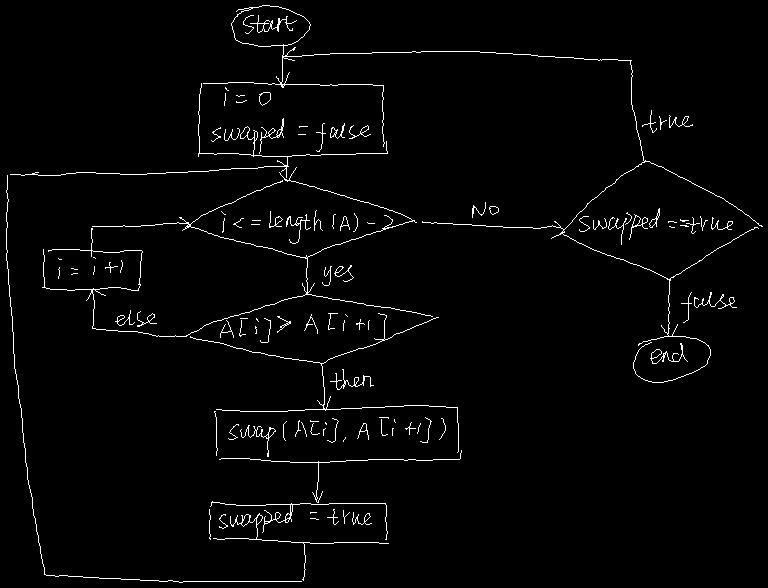 start
i = 0
swapped = false
true
i <= length(A) - 2
No
swapped == true
i = i+1
yes
false
else
A[i] > A[i+1]
end
then
swap(A[i], A[i+1])
swapped = true